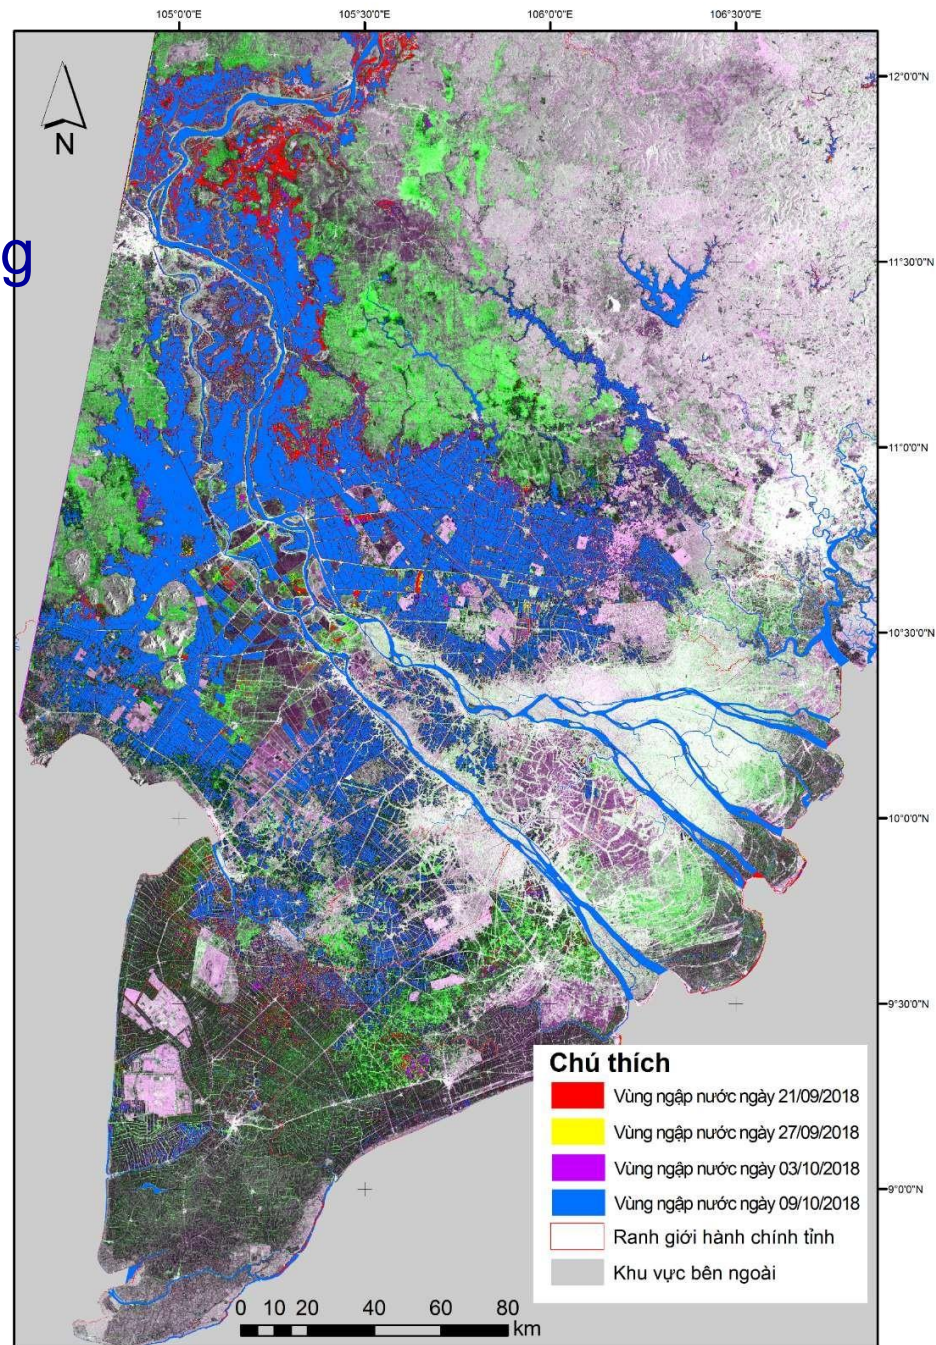 105°0'0"E
105°30'0"E
106°0'0"E
106°30'0"E
12°0'0"N
N
g
11°30'0"N
11°0'0"N
10°30'0"N
10°0'0"N
9°30'0"N
Chú thích
Vùng ngập nước ngày 21/09/2018
Vùng ngập nước ngày 27/09/2018
Vùng ngập nước ngày 03/10/2018
9°0'0"N
Vùng ngập nước ngày 09/10/2018
Ranh giới hành chính tỉnh
Khu vực bên ngoài
0 10 20 40 60 80
km